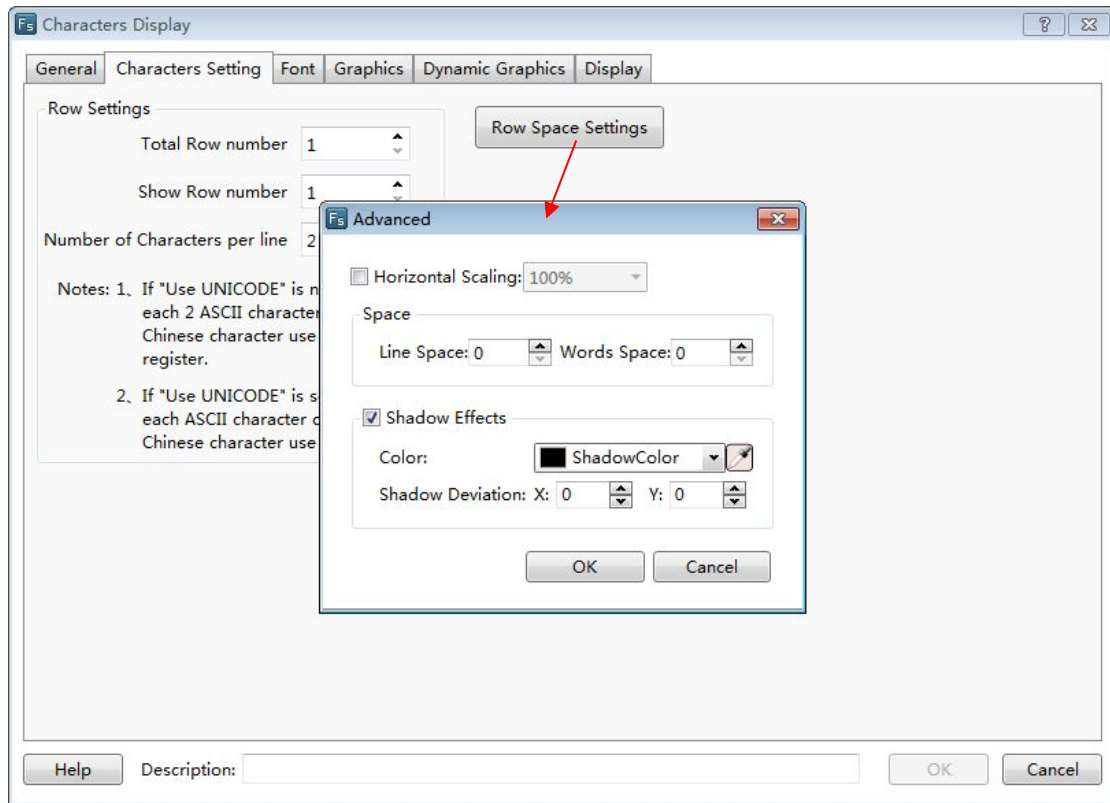 Fs Characters Display
General Characters Setting Font Graphics Dynamic Graphics Display
Row Settings
Total Row number 1
Row Space Settings
Show Row number 1
Number of Characters per line 2
Notes: 1、If "Use UNICODE" is n
each 2 ASCII character
Chinese character use
register.
2、If "Use UNICODE" is s
each ASCII character c
Chinese character use
Fs Advanced
Horizontal Scaling: 100%
Space
Line Space: 0 Words Space: 0
Shadow Effects
Color: ShadowColor
Shadow Deviation: X: 0 Y: 0
OK Cancel
Help Description: OK Cancel